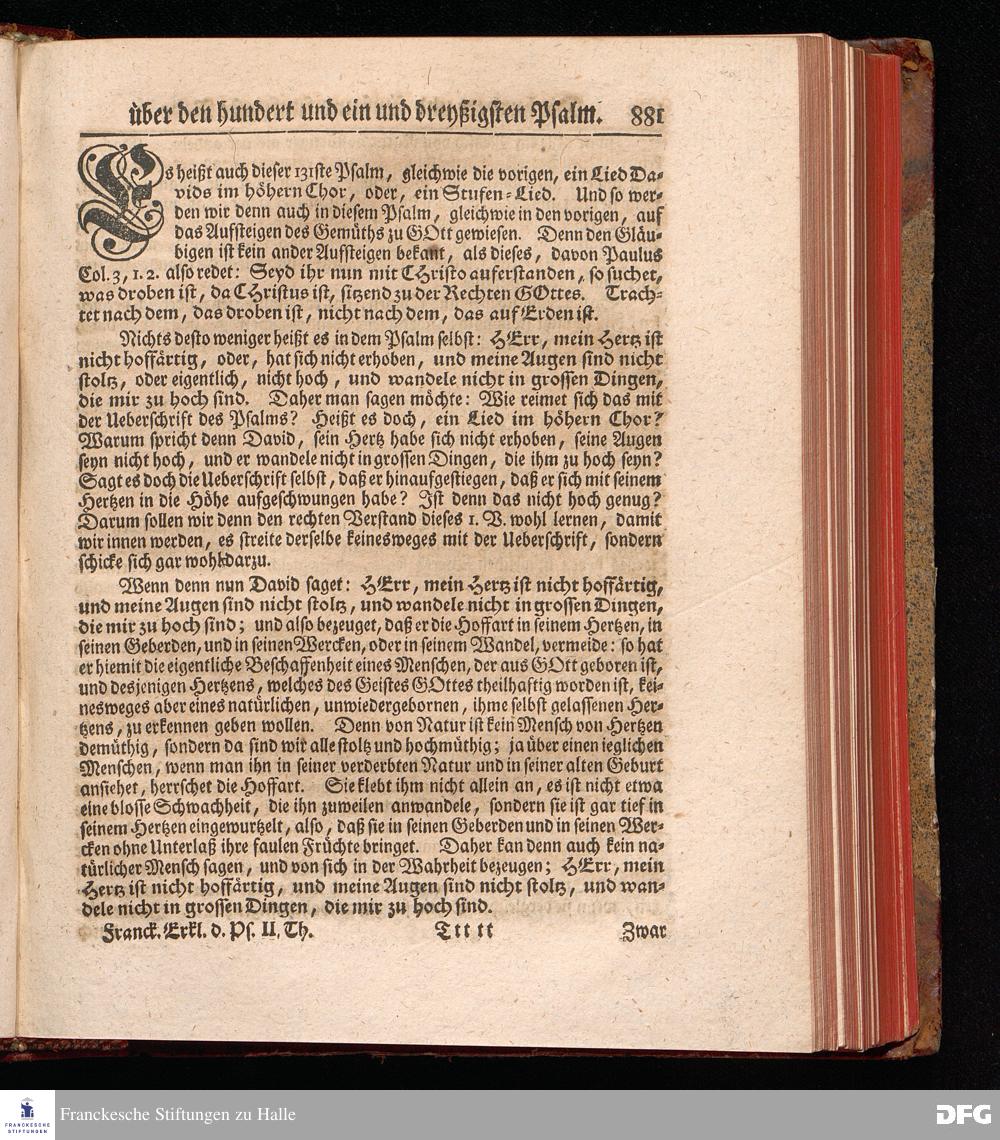 über den hundert und ein und dreyßigsten Psalm. 881
Es heißt auch dieser 131ste Psalm, gleichwie die vorigen, ein Lied Da-
vids im höhern Chor, oder, ein Stufen-Lied. Und so wer-
den wir denn auch in diesem Psalm, gleichwie in den vorigen, auf
das Aufsteigen des Gemüths zu GOtt gewiesen. Denn den Gläu-
bigen ist kein ander Aufsteigen bekant, als dieses, davon Paulus
Col. 3, 1. 2. also redet: Seyd ihr nun mit CHristo auferstanden, so suchet,
was droben ist, da CHristus ist, sitzend zu der Rechten GOttes. Trach-
tet nach dem, das droben ist, nicht nach dem, das auf Erden ist.
Nichts desto weniger heißt es in dem Psalm selbst: HErr, mein Hertz ist
nicht hoffärtig, oder, hat sich nicht erhoben, und meine Augen sind nicht
stoltz, oder eigentlich, nicht hoch, und wandele nicht in grossen Dingen,
die mir zu hoch sind. Daher man sagen möchte: Wie reimet sich das mit
der Ueberschrift des Psalms? Heißt es doch, ein Lied im höhern Chor?
Warum spricht denn David, sein Hertz habe sich nicht erhoben, seine Augen
seyn nicht hoch, und er wandele nicht in grossen Dingen, die ihm zu hoch seyn?
Sagt es doch die Ueberschrift selbst, daß er hinaufgestiegen, daß er sich mit seinem
Hertzen in die Höhe aufgeschwungen habe? Ist denn das nicht hoch genug?
Darum sollen wir denn den rechten Verstand dieses 1. V. wohl lernen, damit
wir innen werden, es streite derselbe keinesweges mit der Ueberschrift, sondern
schicke sich gar wohl darzu.
Wenn denn nun David saget: HErr, mein Hertz ist nicht hoffärtig,
und meine Augen sind nicht stoltz, und wandele nicht in grossen Dingen,
die mir zu hoch sind; und also bezeuget, daß er die Hoffart in seinem Hertzen, in
seinen Geberden, und in seinen Wercken, oder in seinem Wandel, vermeide: so hat
er hiemit die eigentliche Beschaffenheit eines Menschen, der aus GOtt geboren ist,
und desjenigen Hertzens, welches des Geistes GOttes theilhaftig worden ist, kei-
nesweges aber eines natürlichen, unwiedergebornen, ihme selbst gelassenen Her-
tzens, zu erkennen geben wollen. Denn von Natur ist kein Mensch von Hertzen
demüthig, sondern da sind wir alle stoltz und hochmüthig; ja über einen ieglichen
Menschen, wenn man ihn in seiner verderbten Natur und in seiner alten Geburt
ansiehet, herrschet die Hoffart. Sie klebt ihm nicht allein an, es ist nicht etwa
eine blosse Schwachheit, die ihn zuweilen anwandele, sondern sie ist gar tief in
seinem Hertzen eingewurtzelt, also, daß sie in seinen Geberden und in seinen Wer-
cken ohne Unterlaß ihre faulen Früchte bringet. Daher kan denn auch kein na-
türlicher Mensch sagen, und von sich in der Wahrheit bezeugen; HErr, mein
Hertz ist nicht hoffärtig, und meine Augen sind nicht stoltz, und wan-
dele nicht in grossen Dingen, die mir zu hoch sind.
Franck. Erkl. d. Ps. II. Th. Ttt tt Zwar
FRANCKESCHE
STIFTUNGEN
Franckesche Stiftungen zu Halle
DFG